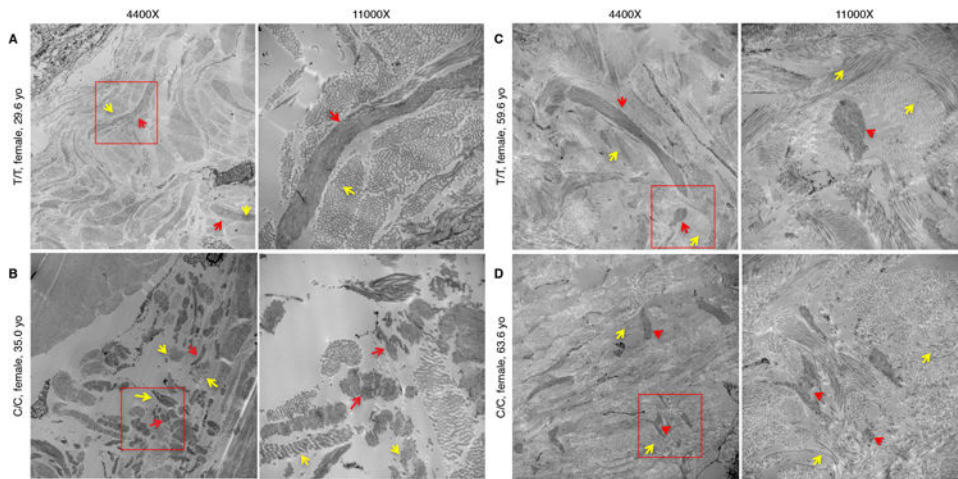 4400X
11000X
4400X
11000X
A
T/T, female, 29.6 yo
C
T/T, female, 59.6 yo
B
C/C, female, 35.0 yo
D
C/C, female, 63.6 yo